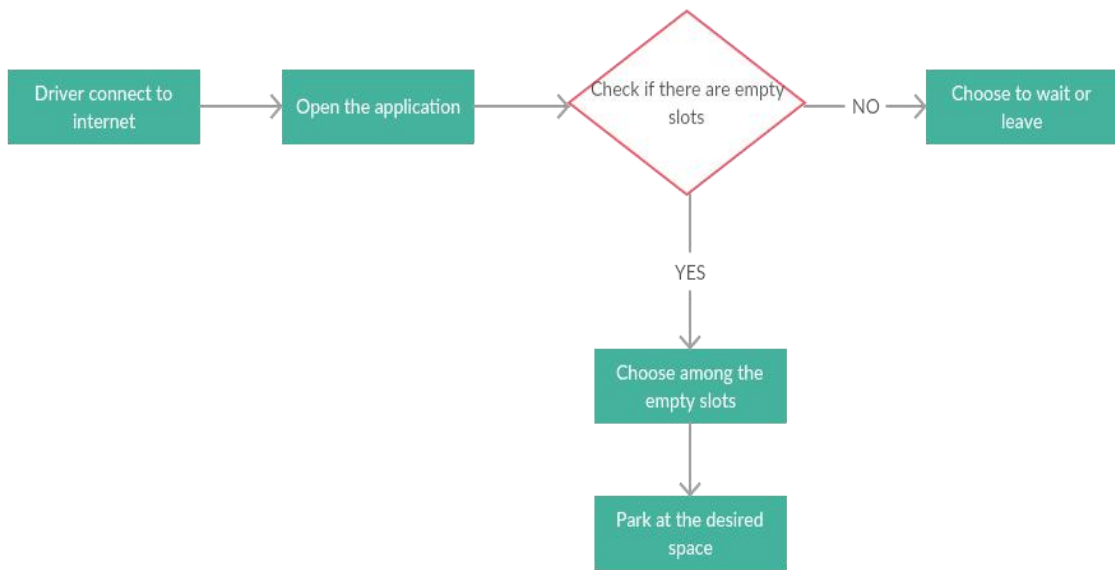 Driver connect to
internet
Open the application
Check if there are empty
slots
NO
Choose to wait or
leave
YES
Choose among the
empty slots
Park at the desired
space